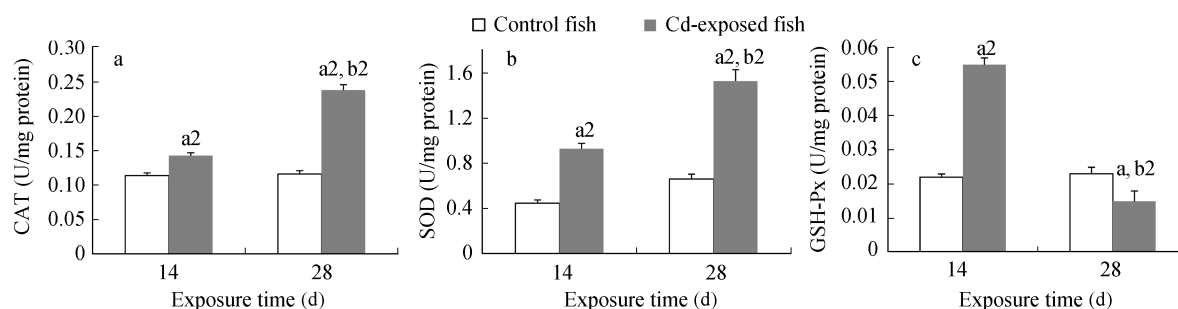 Control fish Cd-exposed fish
a
CAT (U/mg protein)
0.30
0.25
0.20
0.15
0.10
0.05
0.00
a2
a2, b2
14 28
Exposure time (d)
b
SOD (U/mg protein)
1.6
1.2
0.8
0.4
0
a2
a2, b2
14 28
Exposure time (d)
c
GSH-Px (U/mg protein)
0.06
0.05
0.04
0.03
0.02
0.01
0.00
a2
a, b2
14 28
Exposure time (d)